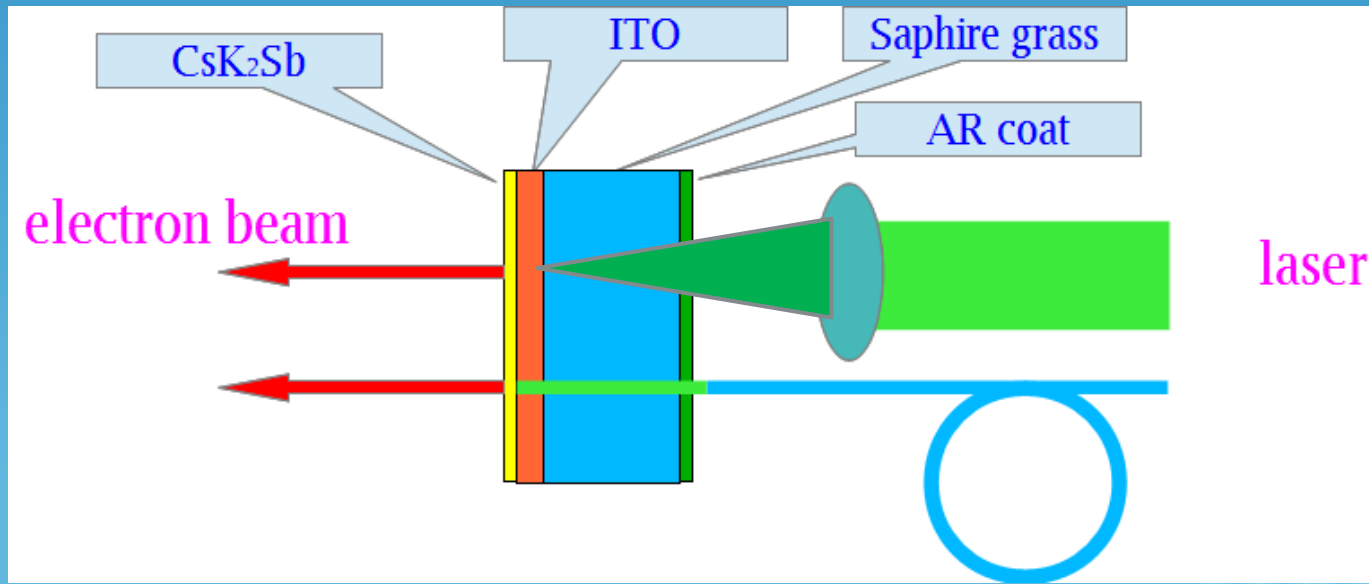 ITO
Saphire grass
CsK₂Sb
AR coat
electron beam
laser